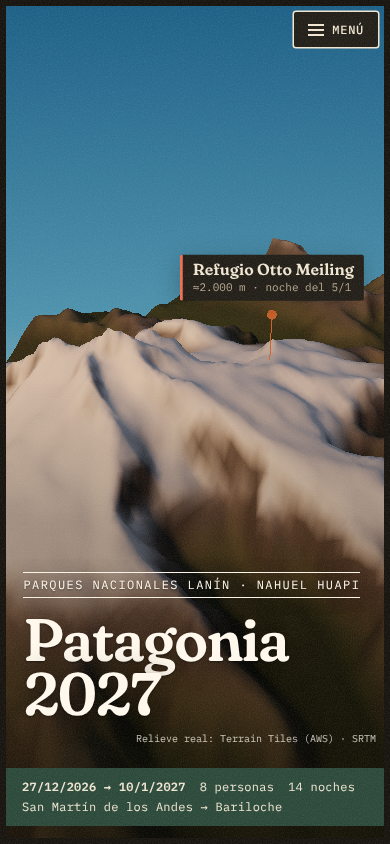 MENÚ
Refugio Otto Meiling
≈2.000 m · noche del 5/1
PARQUES NACIONALES LANÍN · NAHUEL HUAPI
Patagonia
2027
Relieve real: Terrain Tiles (AWS) · SRTM
27/12/2026 → 10/1/2027 8 personas 14 noches
San Martín de los Andes → Bariloche